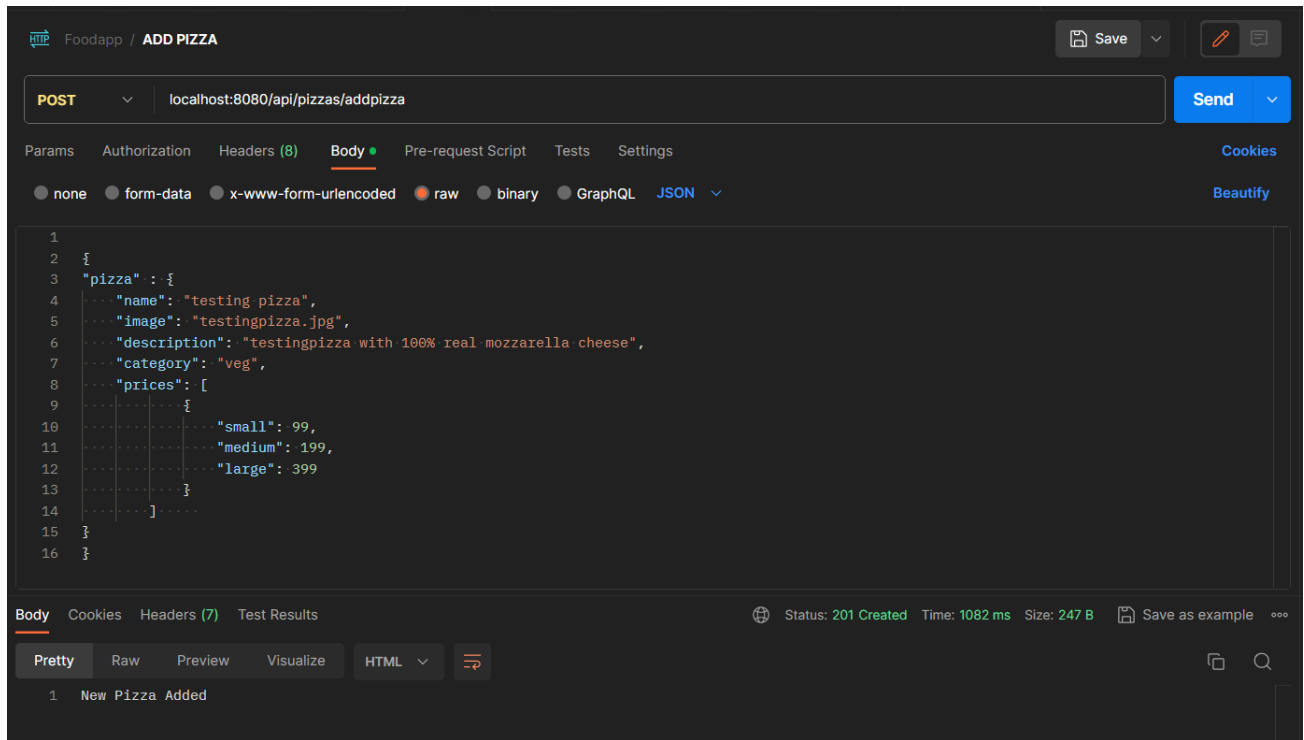 HTTP Foodapp / ADD PIZZA Save
POST localhost:8080/api/pizzas/addpizza Send
Params Authorization Headers (8) Body Pre-request Script Tests Settings Cookies
none form-data x-www-form-urlencoded raw binary GraphQL JSON Beautify
1
2 {
3 "pizza" : {
4 "name": "testing pizza",
5 "image": "testingpizza.jpg",
6 "description": "testingpizza with 100% real mozzarella cheese",
7 "category": "veg",
8 "prices": [
9 {
10 "small": 99,
11 "medium": 199,
12 "large": 399
13 }
14 ]
15 }
16 }
Body Cookies Headers (7) Test Results Status: 201 Created Time: 1082 ms Size: 247 B Save as example
Pretty Raw Preview Visualize HTML
1 New Pizza Added